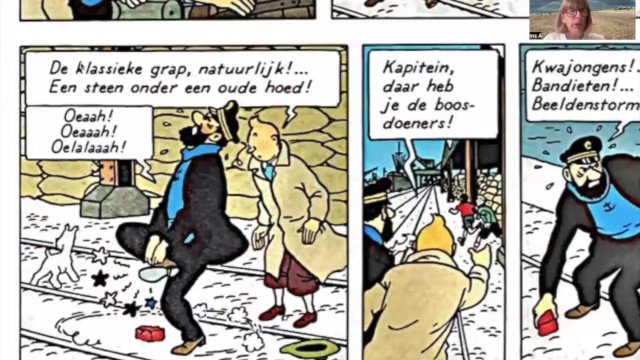 De klassieke grap, natuurlijk!...
Een steen onder een oude hoed!
Oeaah!
Oeaaah!
Oelalaaah!
Kapitein,
daar heb
je de boos-
doeners!
Kwajongens!
Bandieten!...
Beeldenstorm